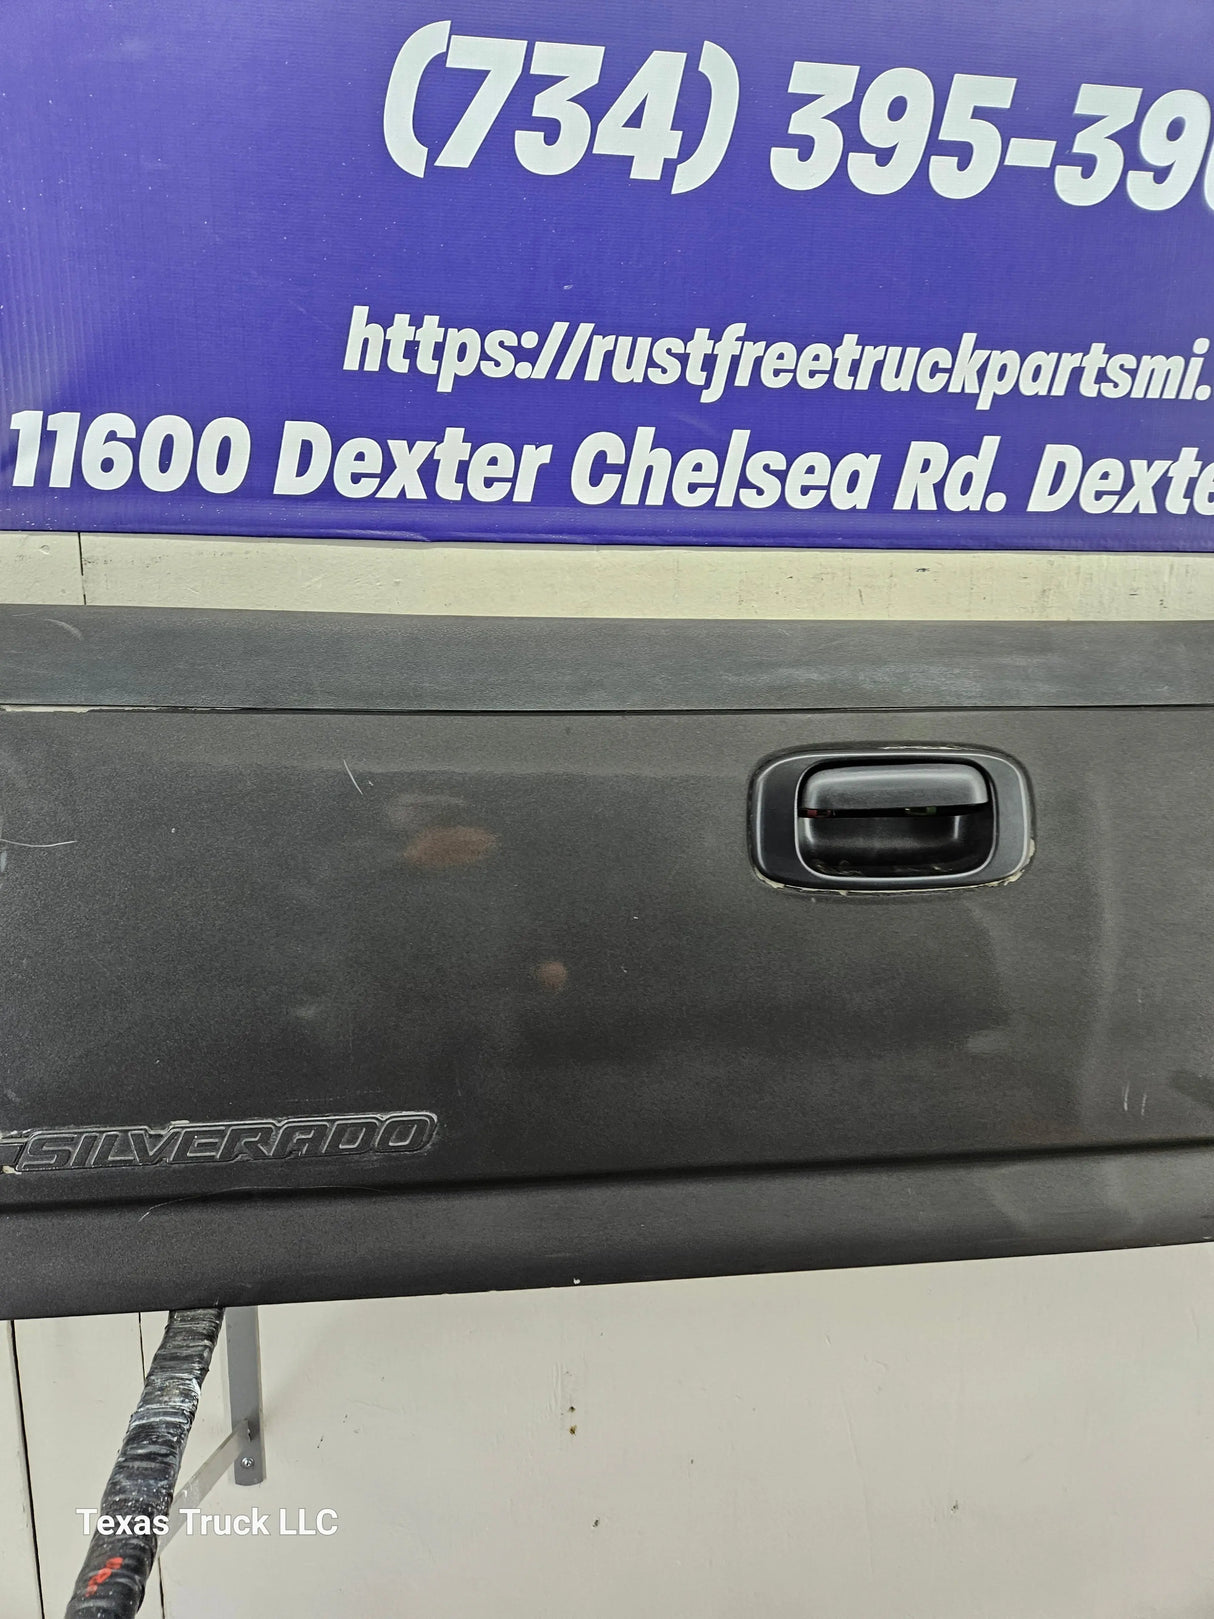 (734) 395-39
https://rustfreetruckpartsmi.
11600 Dexter Chelsea Rd. Dexte
SILVERADO
Texas Truck LLC